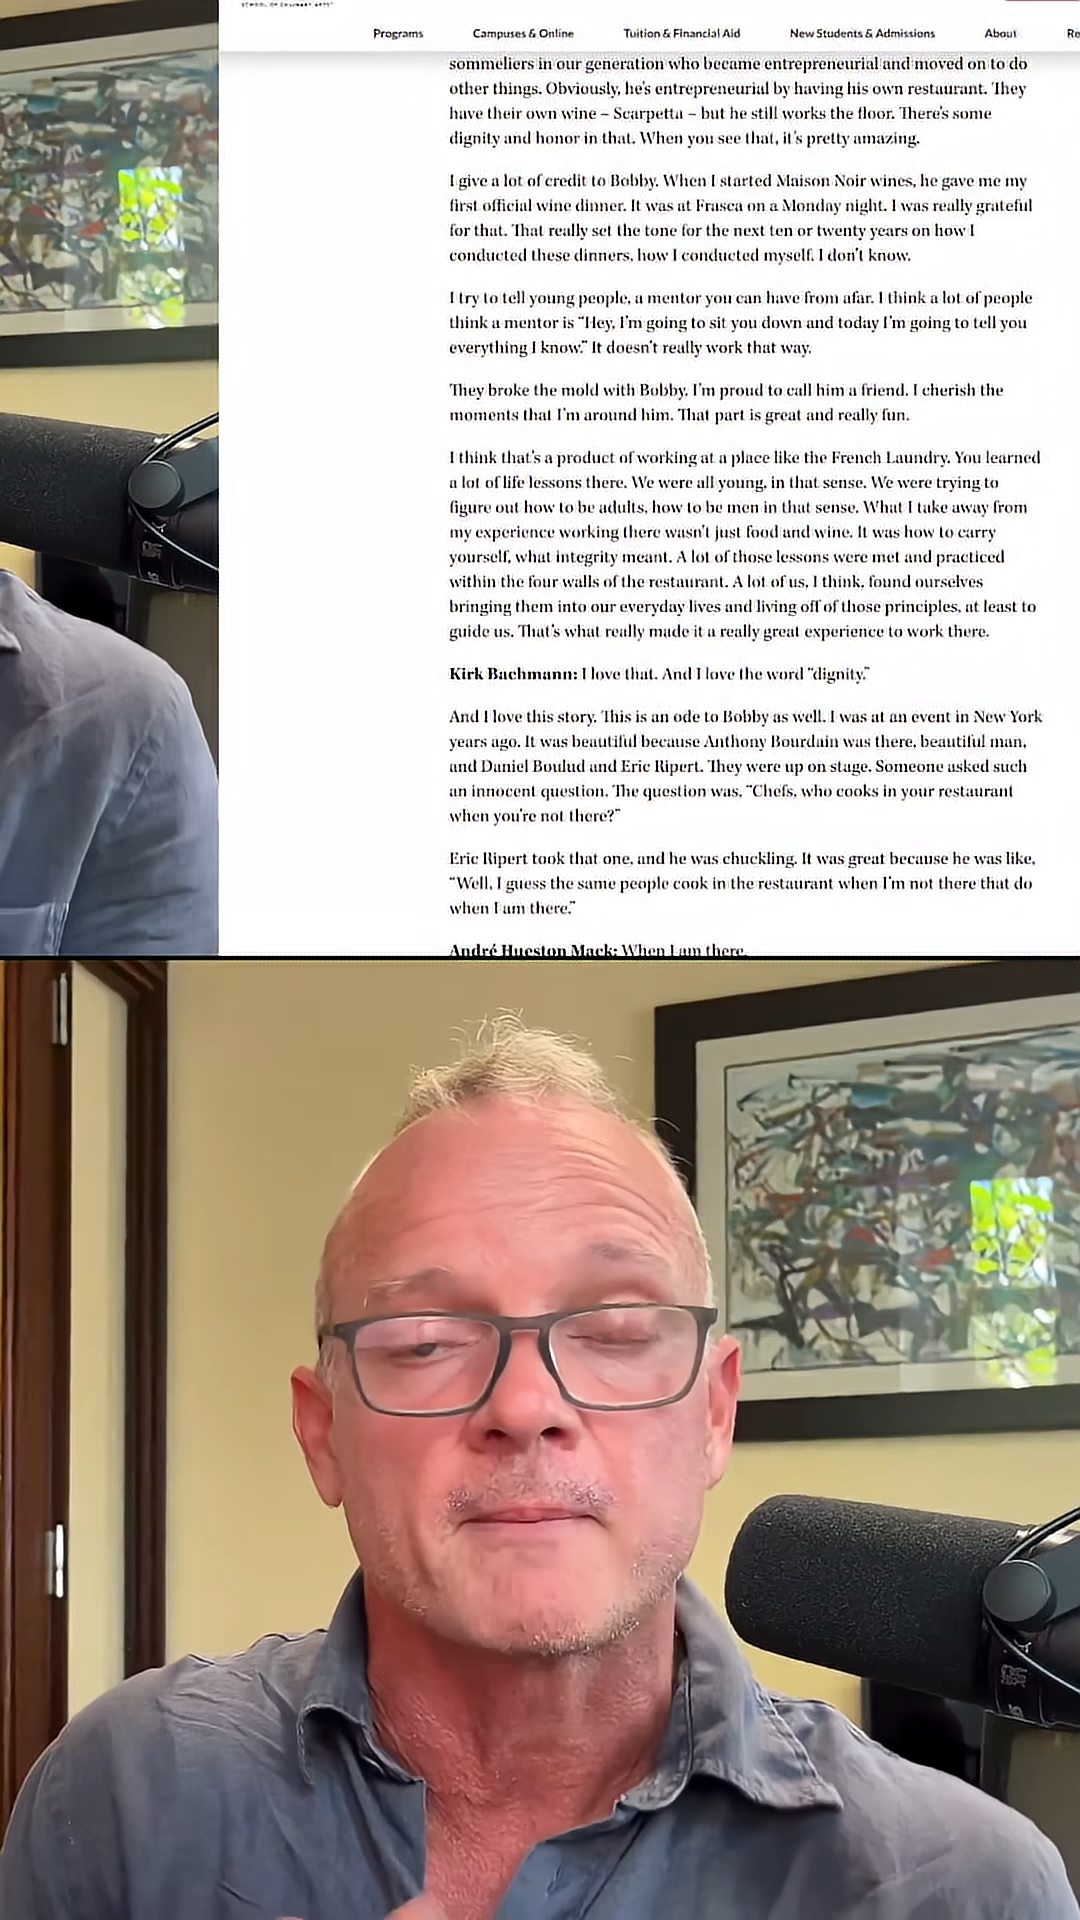 SCHOOL OF CULINARY ARTS
Programs
Campuses & Online
Tuition & Financial Aid
New Students & Admissions
About
Re
sommeliers in our generation who became entrepreneurial and moved on to do
other things. Obviously, he's entrepreneurial by having his own restaurant. They
have their own wine – Scarpetta – but he still works the floor. There's some
dignity and honor in that. When you see that, it's pretty amazing.
I give a lot of credit to Bobby. When I started Maison Noir wines, he gave me my
first official wine dinner. It was at Frasca on a Monday night. I was really grateful
for that. That really set the tone for the next ten or twenty years on how I
conducted these dinners, how I conducted myself. I don't know.
I try to tell young people, a mentor you can have from afar. I think a lot of people
think a mentor is “Hey, I'm going to sit you down and today I'm going to tell you
everything I know.” It doesn't really work that way.
They broke the mold with Bobby. I'm proud to call him a friend. I cherish the
moments that I'm around him. That part is great and really fun.
I think that's a product of working at a place like the French Laundry. You learned
a lot of life lessons there. We were all young, in that sense. We were trying to
figure out how to be adults, how to be men in that sense. What I take away from
my experience working there wasn't just food and wine. It was how to carry
yourself, what integrity meant. A lot of those lessons were met and practiced
within the four walls of the restaurant. A lot of us, I think, found ourselves
bringing them into our everyday lives and living off of those principles, at least to
guide us. That's what really made it a really great experience to work there.
Kirk Bachmann: I love that. And I love the word “dignity.”
And I love this story. This is an ode to Bobby as well. I was at an event in New York
years ago. It was beautiful because Anthony Bourdain was there, beautiful man,
and Daniel Boulud and Eric Ripert. They were up on stage. Someone asked such
an innocent question. The question was, “Chefs, who cooks in your restaurant
when you're not there?”
Eric Ripert took that one, and he was chuckling. It was great because he was like,
“Well, I guess the same people cook in the restaurant when I'm not there that do
when I am there.”
André Hueston Mack: When I am there.